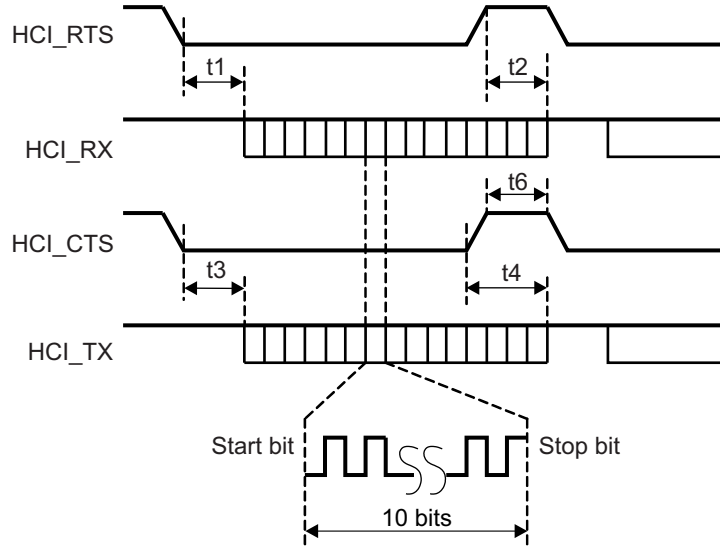 HCI_RTS
t1
t2
HCI_RX
t6
HCI_CTS
t3
t4
HCI_TX
Start bit
Stop bit
10 bits